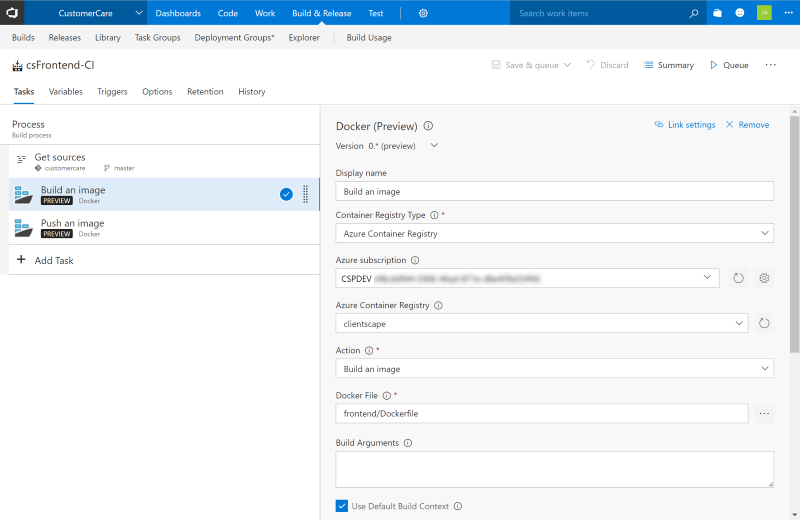 CustomerCare Dashboards Code Work Build & Release Test Search work items JA
Builds Releases Library Task Groups Deployment Groups* Explorer Build Usage
csFrontend-CI Save & queue Discard Summary Queue
Tasks Variables Triggers Options Retention History
Process
Build process
Get sources
customercare master
Build an image
PREVIEW Docker
Push an image
PREVIEW Docker
Add Task
Docker (Preview) Link settings Remove
Version 0.* (preview)
Display name
Build an image
Container Registry Type *
Azure Container Registry
Azure subscription
CSPDEV
Azure Container Registry
clientscape
Action *
Build an image
Docker File *
frontend/Dockerfile
Build Arguments
Use Default Build Context